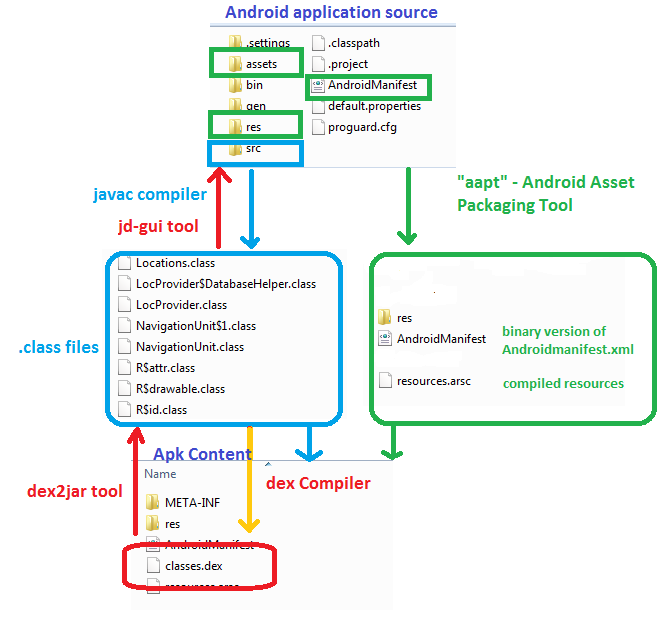 Android application source
.settings
.classpath
assets
.project
bin
AndroidManifest
gen
default.properties
res
proguard.cfg
src
javac compiler
jd-gui tool
"aapt" - Android Asset
Packaging Tool
Locations.class
LocProvider$DatabaseHelper.class
LocProvider.class
NavigationUnit$1.class
NavigationUnit.class
R$attr.class
R$drawable.class
R$id.class
.class files
res
AndroidManifest
binary version of
Androidmanifest.xml
resources.arsc
compiled resources
Apk Content
Name
dex Compiler
dex2jar tool
META-INF
res
AndroidManifest
classes.dex
resources.arsc